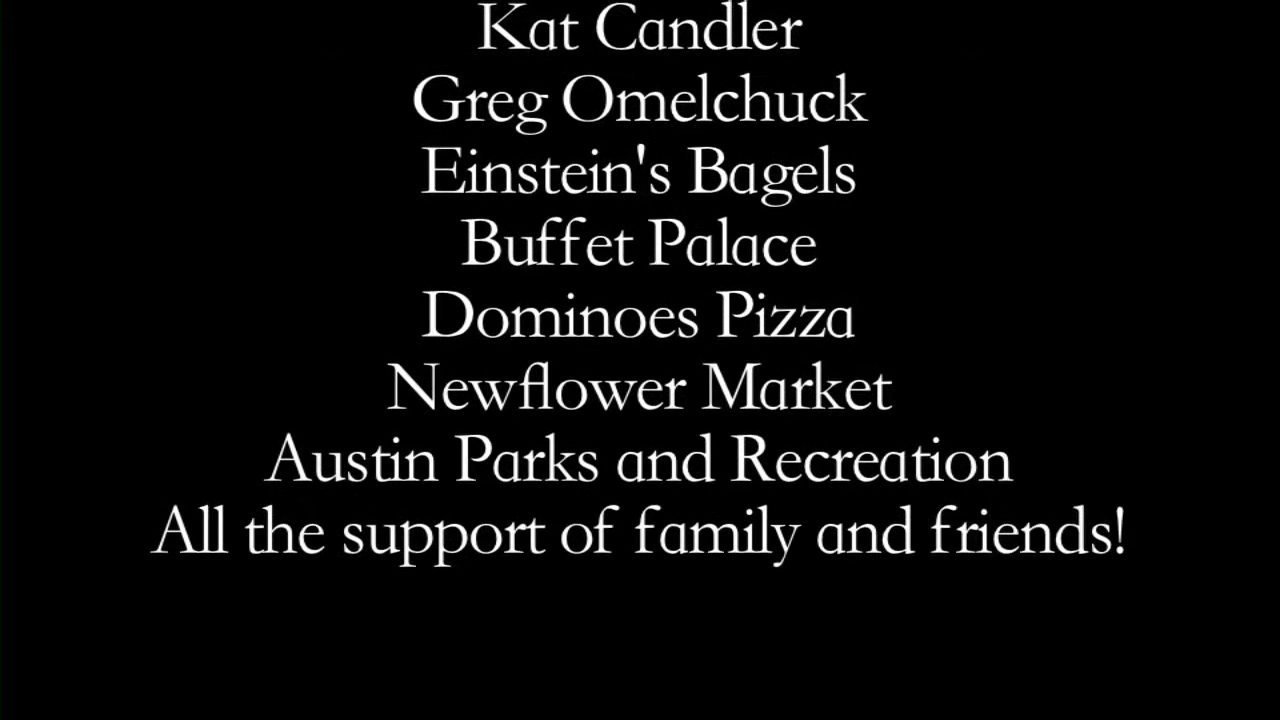 Kat Candler
Greg Omelchuck
Einstein's Bagels
Buffet Palace
Dominoes Pizza
Newflower Market
Austin Parks and Recreation
All the support of family and friends!